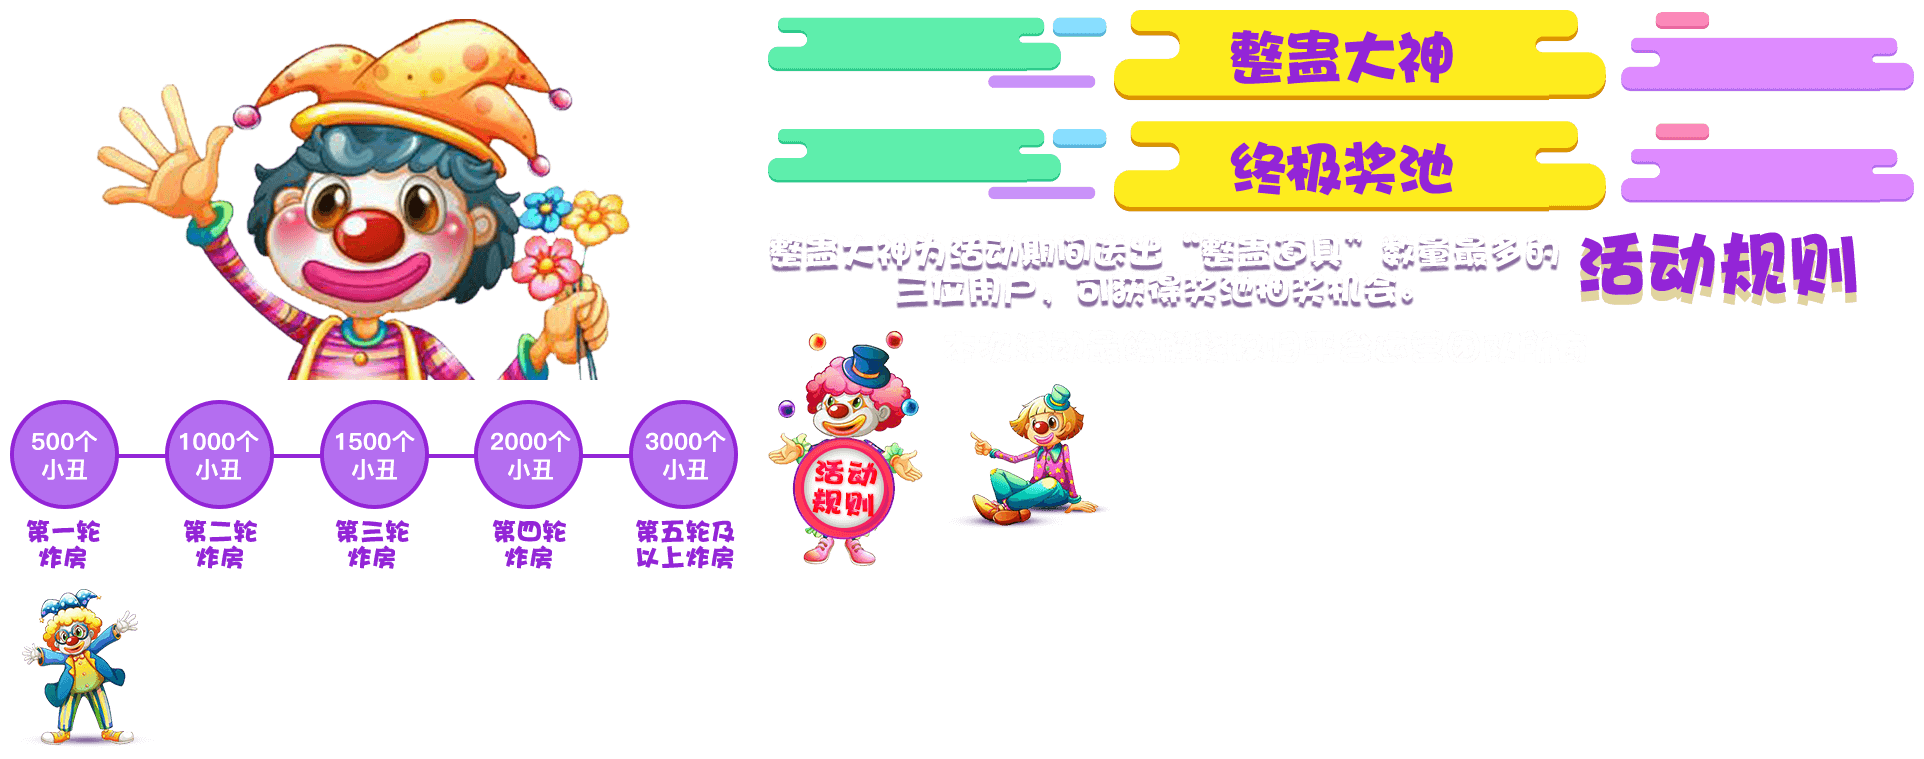 整蛊大神
终极奖池
整蛊大神为活动期间送出“整蛊道具”数量最多的
三位用户，可获得奖池抽奖机会。
活动规则
活动
规则
500个
小丑
1000个
小丑
1500个
小丑
2000个
小丑
3000个
小丑
第一轮
炸房
第二轮
炸房
第三轮
炸房
第四轮
炸房
第五轮及
以上炸房